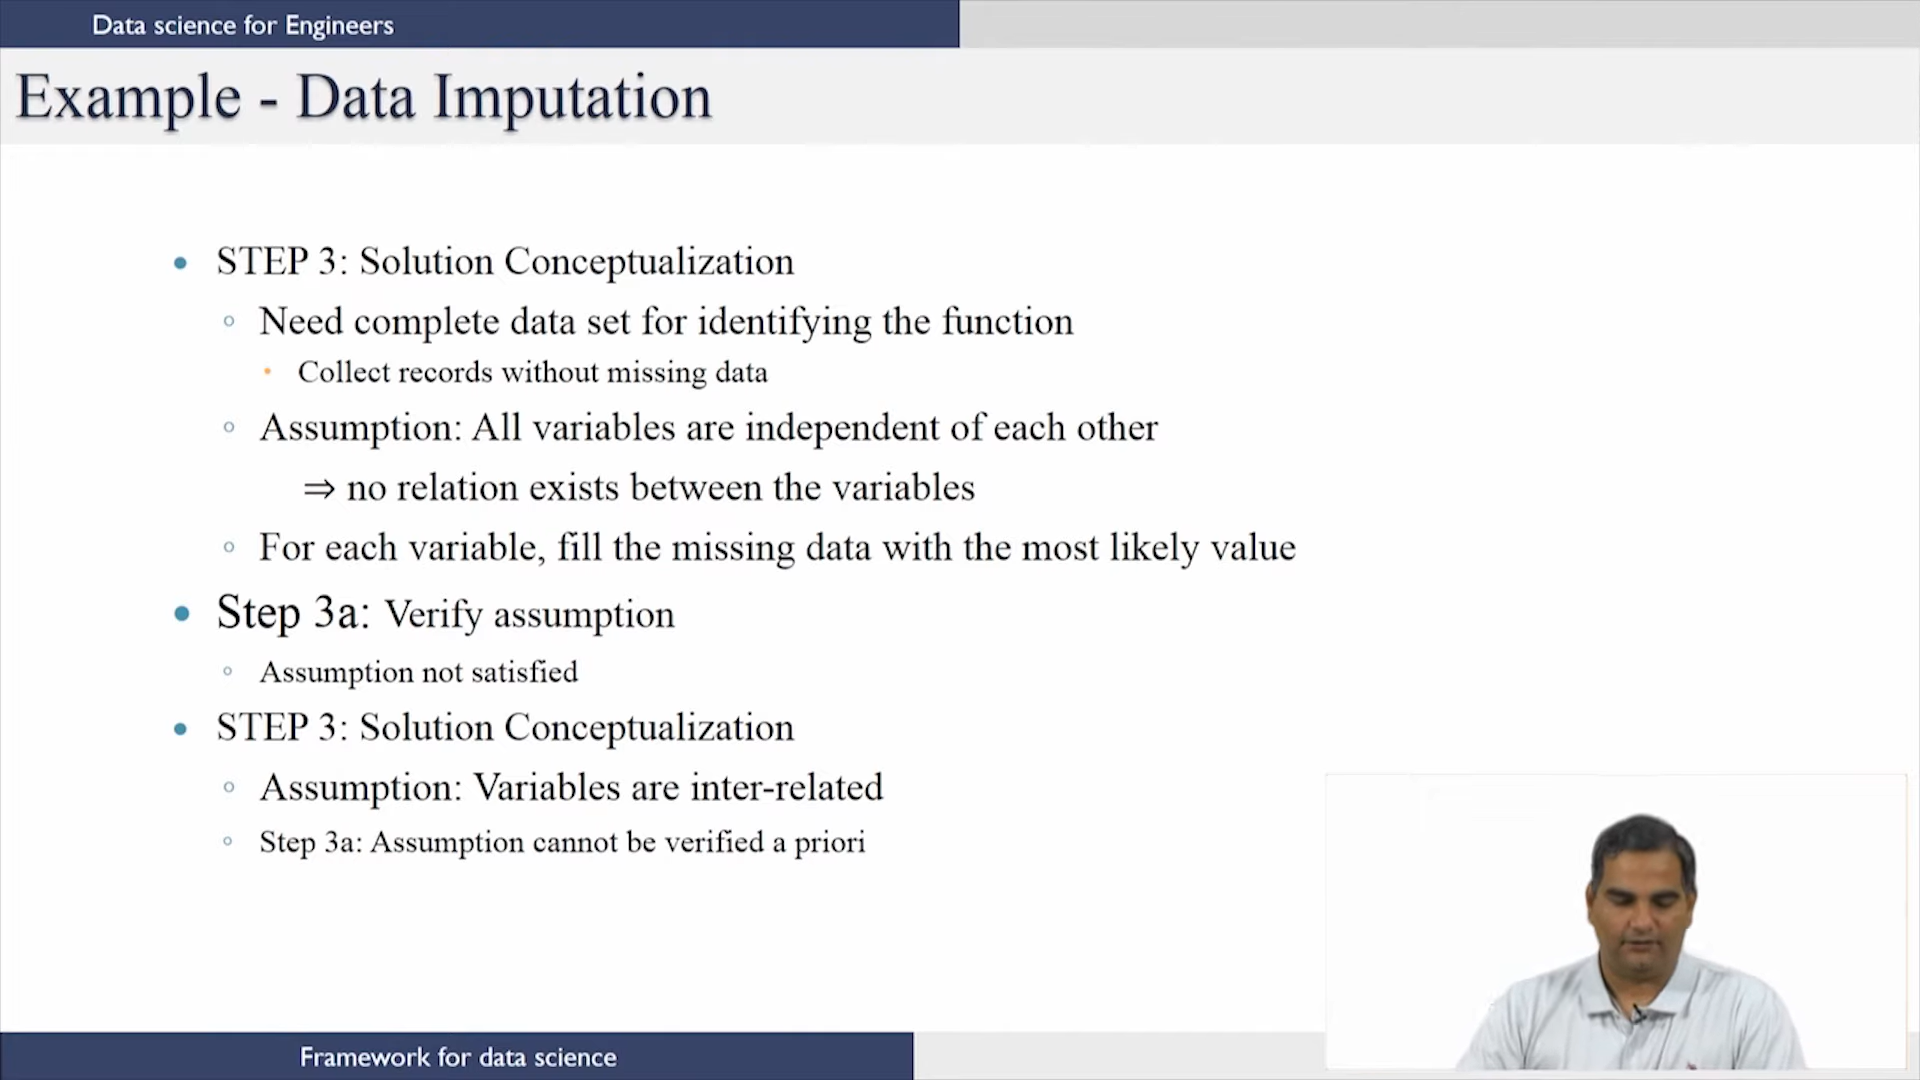 Data science for Engineers
Example - Data Imputation
• STEP 3: Solution Conceptualization
◦ Need complete data set for identifying the function
• Collect records without missing data
◦ Assumption: All variables are independent of each other
⇒ no relation exists between the variables
◦ For each variable, fill the missing data with the most likely value
• Step 3a: Verify assumption
◦ Assumption not satisfied
• STEP 3: Solution Conceptualization
◦ Assumption: Variables are inter-related
◦ Step 3a: Assumption cannot be verified a priori
Framework for data science